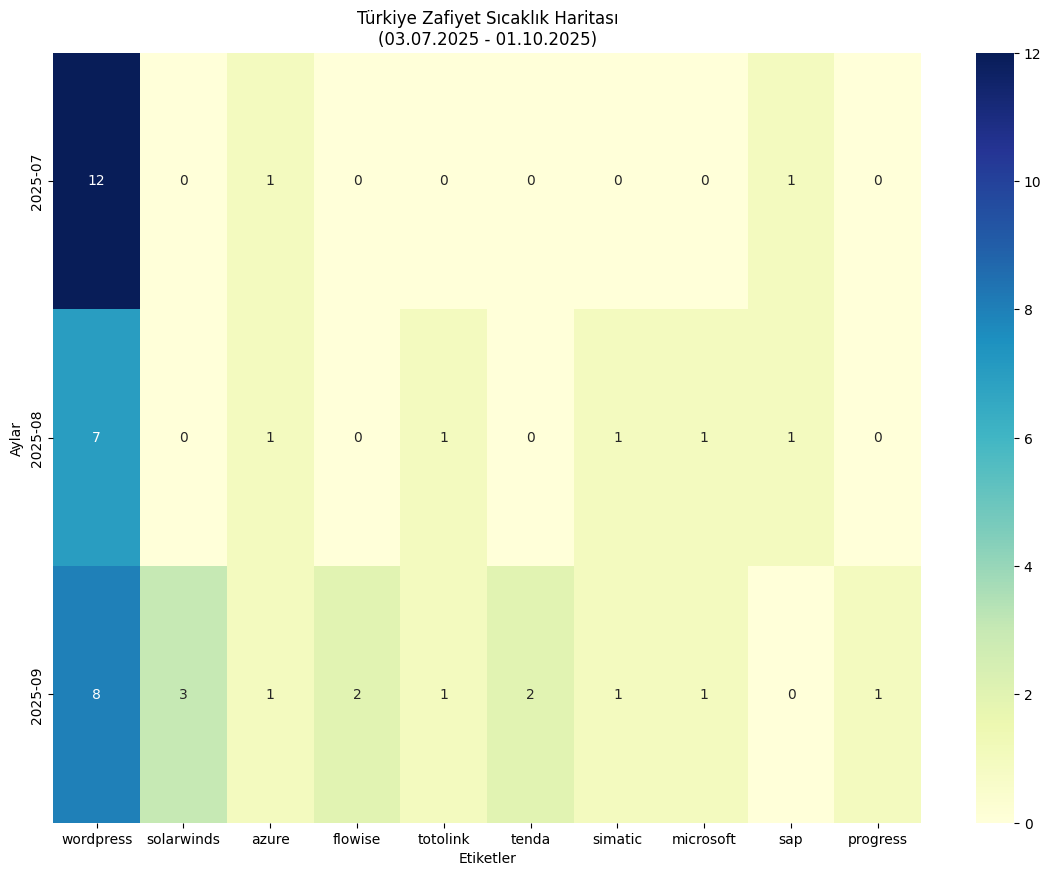 Türkiye Zafiyet Sıcaklık Haritası
(03.07.2025 - 01.10.2025)
Aylar
2025-07
12 0 1 0 0 0 0 0 1 0
2025-08
7 0 1 0 1 0 1 1 1 0
2025-09
8 3 1 2 1 2 1 1 0 1
wordpress solarwinds azure flowise totolink tenda simatic microsoft sap progress
Etiketler
12
10
8
6
4
2
0